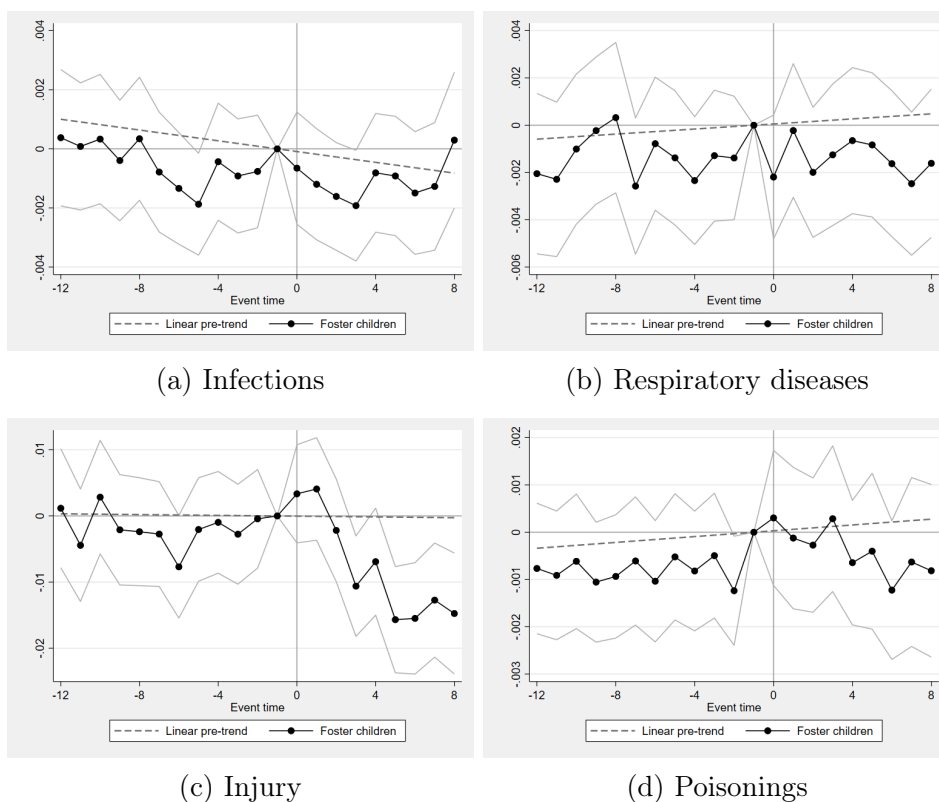 .004
.002
0
-.002
-.004
-12 -4 0 4 8
Event time
Linear pre-trend Foster children
(a) Infections
.004
.002
0
-.002
-.004
-.006
-12 -8 -4 0 4 8
Event time
Linear pre-trend Foster children
(b) Respiratory diseases
.01
0
-.01
-.02
-12 -8 -4 0 4 8
Event time
Linear pre-trend Foster children
(c) Injury
.002
.001
0
-.001
-.002
-.003
-12 -8 -4 0 4 8
Event time
Linear pre-trend Foster children
(d) Poisonings